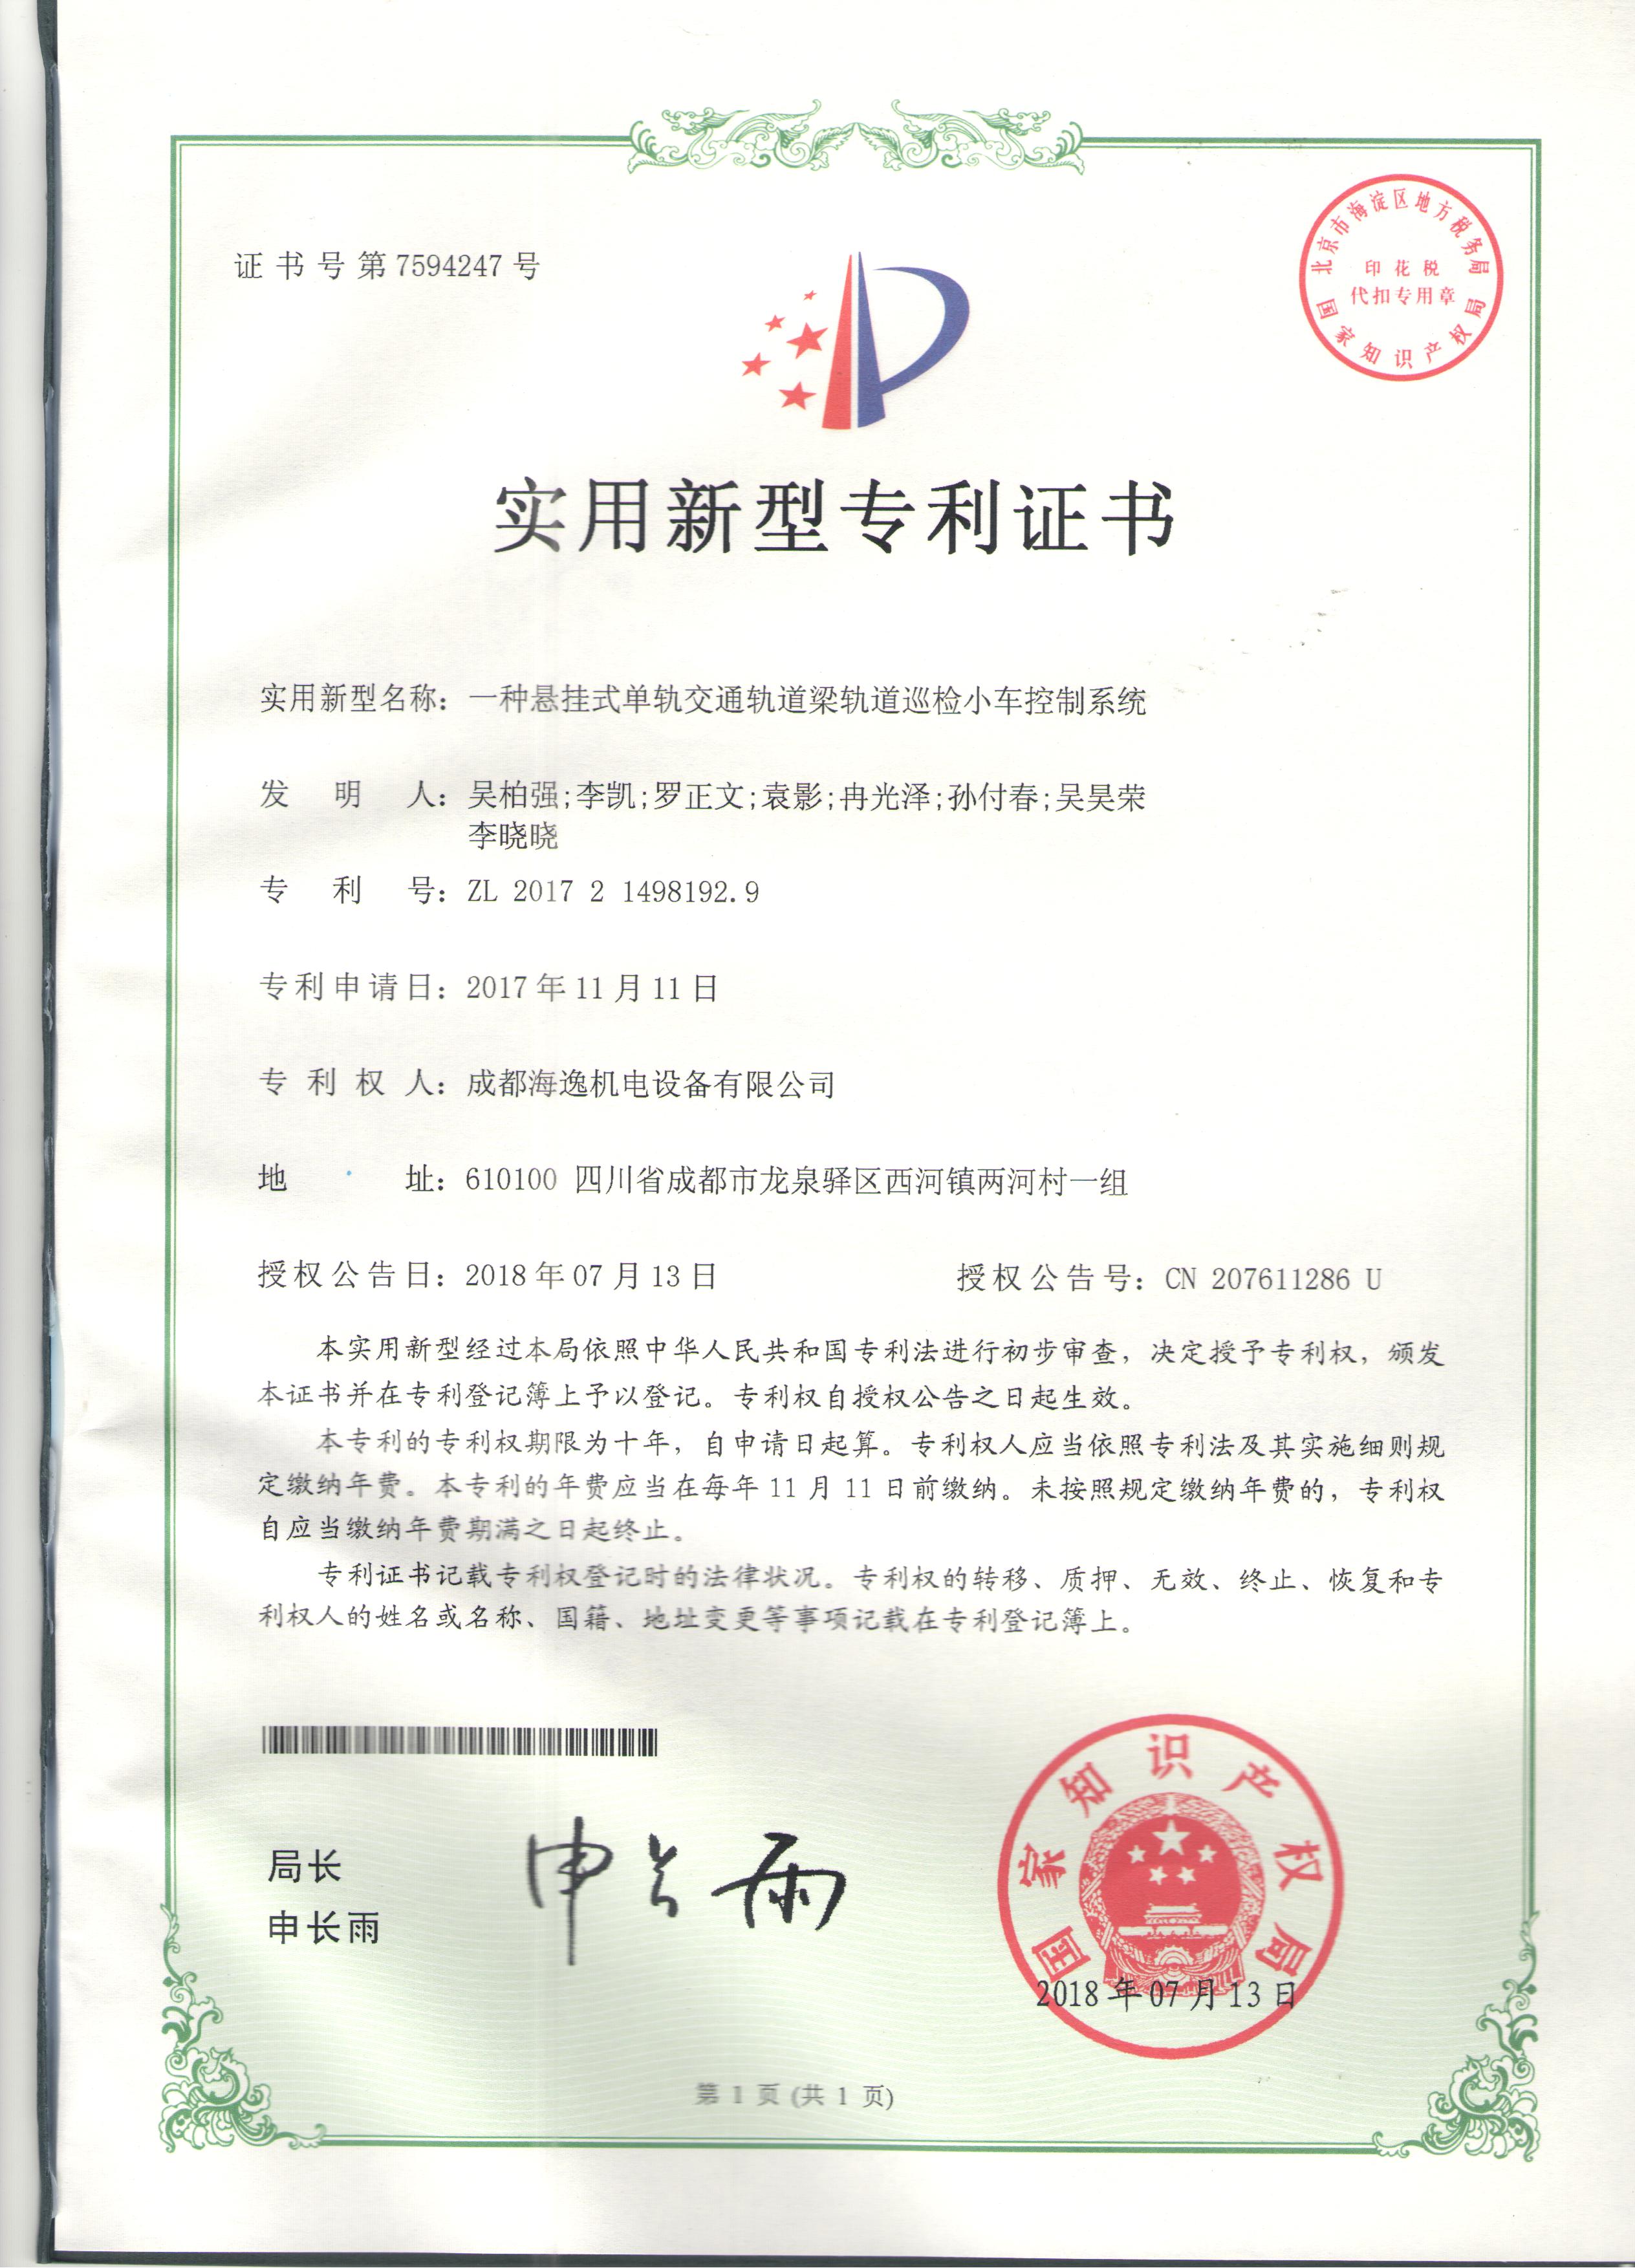 证书号第7594247号
北京市海淀区地方税务局
印花税
代扣专用章
国家知识产权局
实用新型专利证书
实用新型名称：一种悬挂式单轨交通轨道梁轨道巡检小车控制系统
发明人：吴柏强;李凯;罗正文;袁影;冉光泽;孙付春;吴昊荣
李晓晓
专利号：ZL 2017 2 1498192.9
专利申请日：2017年11月11日
专利权人：成都海逸机电设备有限公司
地址：610100 四川省成都市龙泉驿区西河镇两河村一组
授权公告日：2018年07月13日 授权公告号：CN 207611286 U
本实用新型经过本局依照中华人民共和国专利法进行初步审查，决定授予专利权，颁发
本证书并在专利登记簿上予以登记。专利权自授权公告之日起生效。
本专利的专利权期限为十年，自申请日起算。专利权人应当依照专利法及其实施细则规
定缴纳年费。本专利的年费应当在每年11月11日前缴纳。未按照规定缴纳年费的，专利权
自应当缴纳年费期满之日起终止。
专利证书记载专利权登记时的法律状况。专利权的转移、质押、无效、终止、恢复和专
利权人的姓名或名称、国籍、地址变更等事项记载在专利登记簿上。
局长
申长雨
申长雨
国家知识产权局
2018年07月13日
第 1 页 (共 1 页)